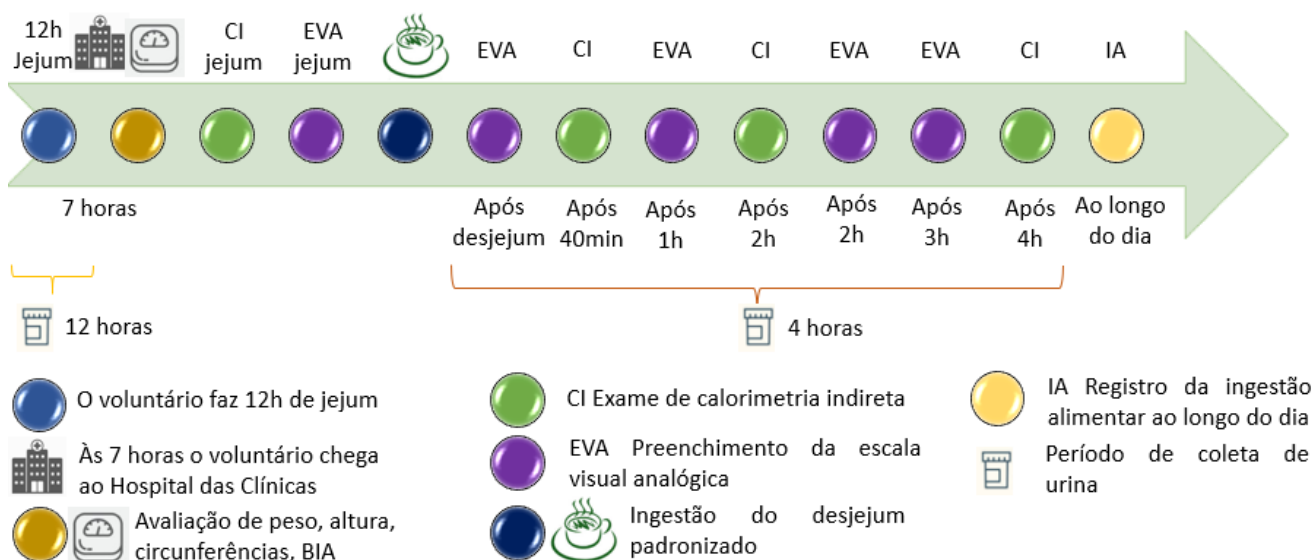 12h
Jejum
CI
jejum
EVA
jejum
EVA
CI
EVA
CI
EVA
EVA
CI
IA
7 horas
Após
desjejum
Após
40min
Após
1h
Após
2h
Após
2h
Após
3h
Após
4h
Ao longo
do dia
12 horas
4 horas
O voluntário faz 12h de jejum
Às 7 horas o voluntário chega
ao Hospital das Clínicas
Avaliação de peso, altura,
circunferências, BIA
CI Exame de calorimetria indireta
EVA Preenchimento da escala
visual analógica
Ingestão do desjejum
padronizado
IA Registro da ingestão
alimentar ao longo do dia
Período de coleta de
urina